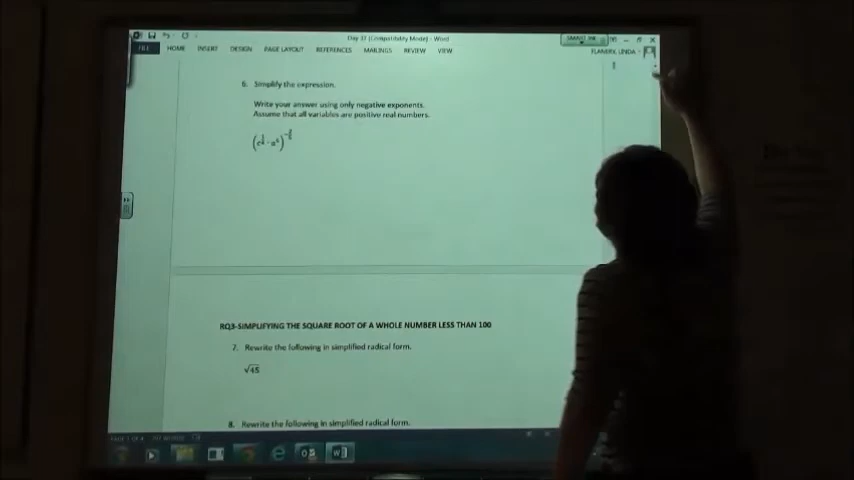 Day 37 [Compatibility Mode] - Word
FILE HOME INSERT DESIGN PAGE LAYOUT REFERENCES MAILINGS REVIEW VIEW
FLANERY, LINDA
6. Simplify the expression.
Write your answer using only negative exponents.
Assume that all variables are positive real numbers.
RQ3-SIMPLIFYING THE SQUARE ROOT OF A WHOLE NUMBER LESS THAN 100
7. Rewrite the following in simplified radical form.
√45
8. Rewrite the following in simplified radical form.